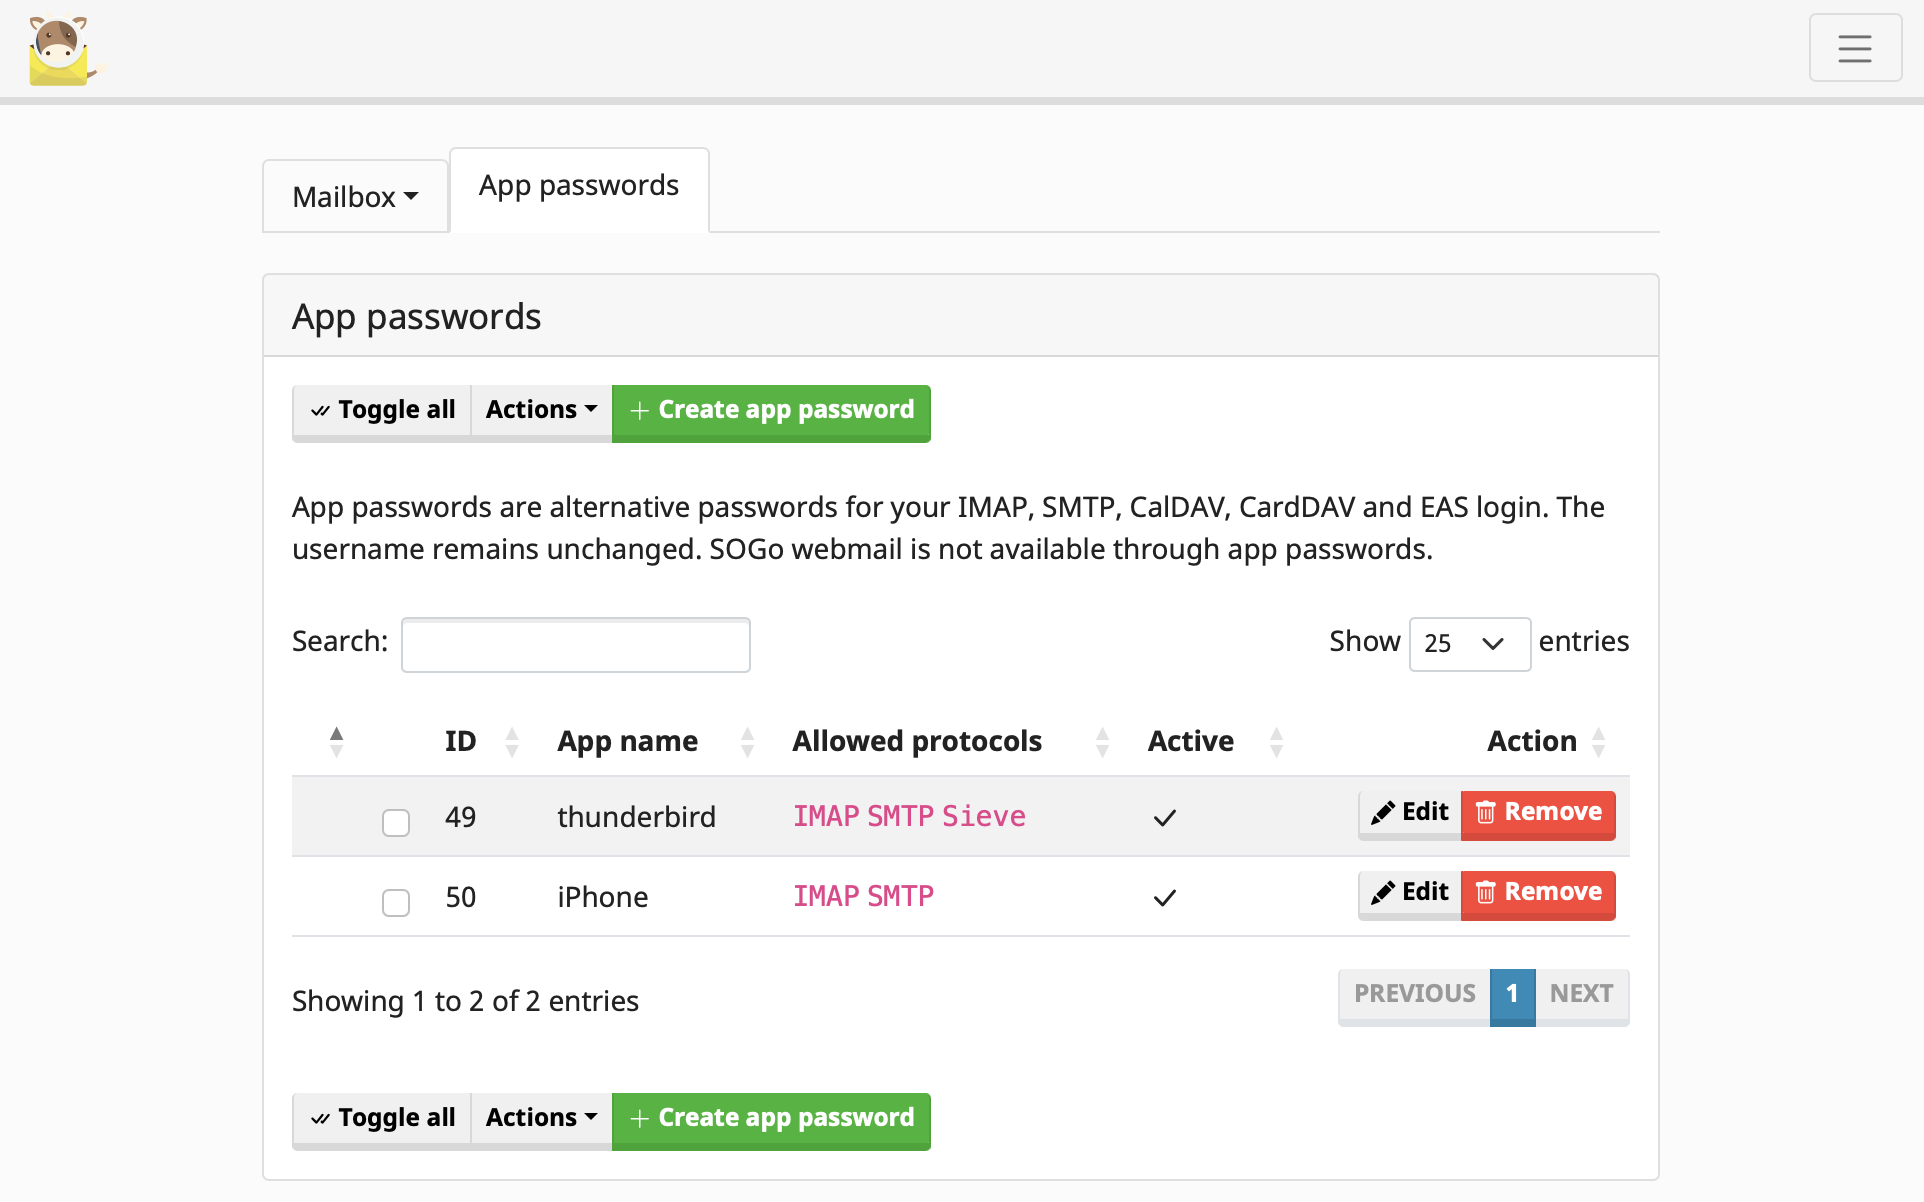 Mailbox
App passwords
App passwords
Toggle all Actions Create app password
App passwords are alternative passwords for your IMAP, SMTP, CalDAV, CardDAV and EAS login. The
username remains unchanged. SOGo webmail is not available through app passwords.
Search: Show 25 entries
ID App name Allowed protocols Active Action
49 thunderbird IMAP SMTP Sieve Edit Remove
50 iPhone IMAP SMTP Edit Remove
Showing 1 to 2 of 2 entries PREVIOUS 1 NEXT
Toggle all Actions Create app password